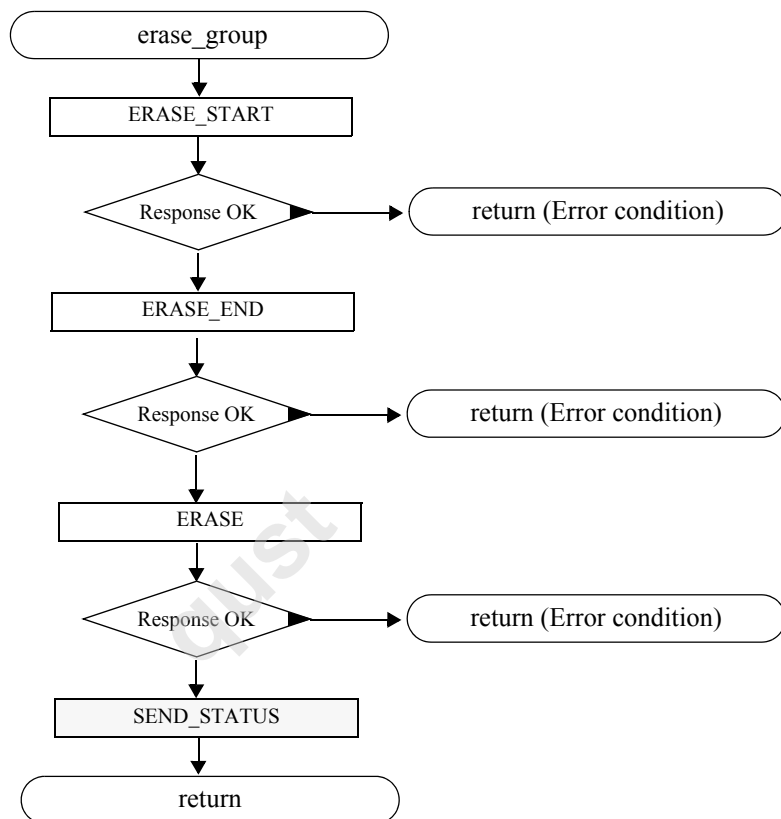 erase_group
ERASE_START
Response OK
return (Error condition)
ERASE_END
Response OK
return (Error condition)
ERASE
qust
Response OK
return (Error condition)
SEND_STATUS
return